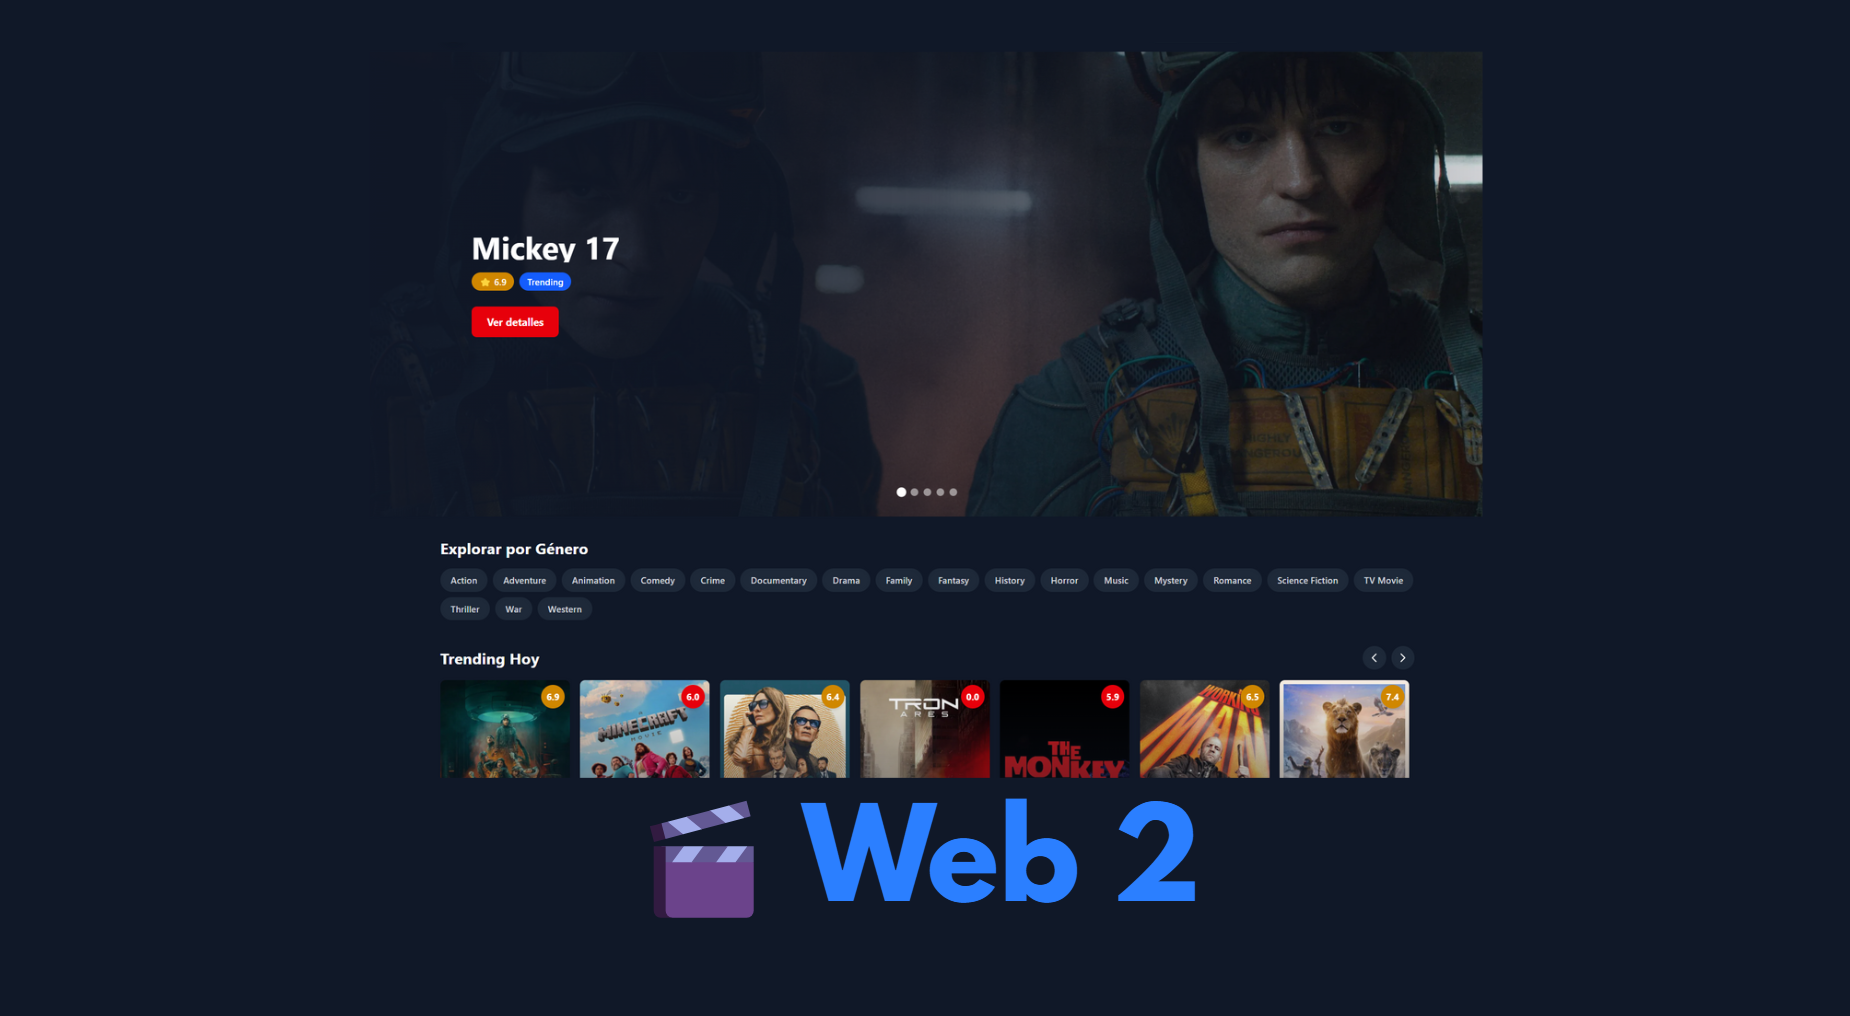 Mickey 17
6.9 Trending
Ver detalles
Explorar por Género
Action Adventure Animation Comedy Crime Documentary Drama Family Fantasy History Horror Music Mystery Romance Science Fiction TV Movie
Thriller War Western
Trending Hoy
6.9 6.0 6.4 0.0 5.9 6.5 7.4
A
MINECRAFT
MOVIE
TRON
ARES
THE
MONKEY
WORKING
MAN
Web 2